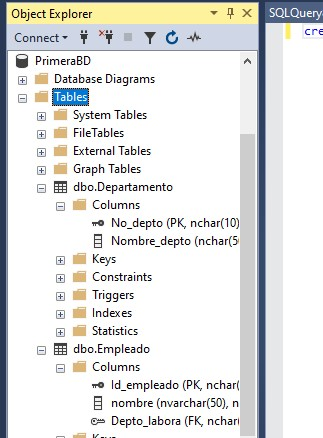 Object Explorer
SQLQuery
Connect
cre
PrimeraBD
Database Diagrams
Tables
System Tables
FileTables
External Tables
Graph Tables
dbo.Departamento
Columns
No_depto (PK, nchar(10)
Nombre_depto (nchar(50
Keys
Constraints
Triggers
Indexes
Statistics
dbo.Empleado
Columns
Id_empleado (PK, nchar(
nombre (nvarchar(50), n
Depto_labora (FK, nchar(
Keys